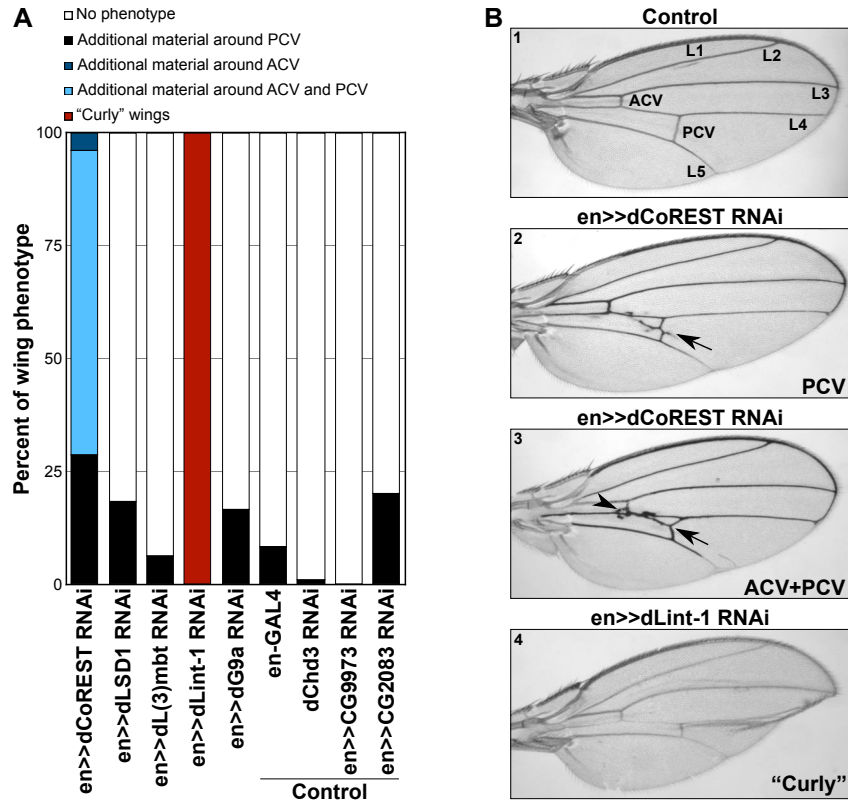 A
No phenotype
Additional material around PCV
Additional material around ACV
Additional material around ACV and PCV
“Curly” wings
Percent of wing phenotype
100
75
50
25
0
en>>dCoREST RNAi
en>>dLSD1 RNAi
en>>dL(3)mbt RNAi
en>>dLint-1 RNAi
en>>dG9a RNAi
en-GAL4
dChd3 RNAi
en>>CG9973 RNAi
en>>CG2083 RNAi
Control
B
Control
1
L1
L2
L3
ACV
L4
PCV
L5
en>>dCoREST RNAi
2
PCV
en>>dCoREST RNAi
3
ACV+PCV
en>>dLint-1 RNAi
4
“Curly”